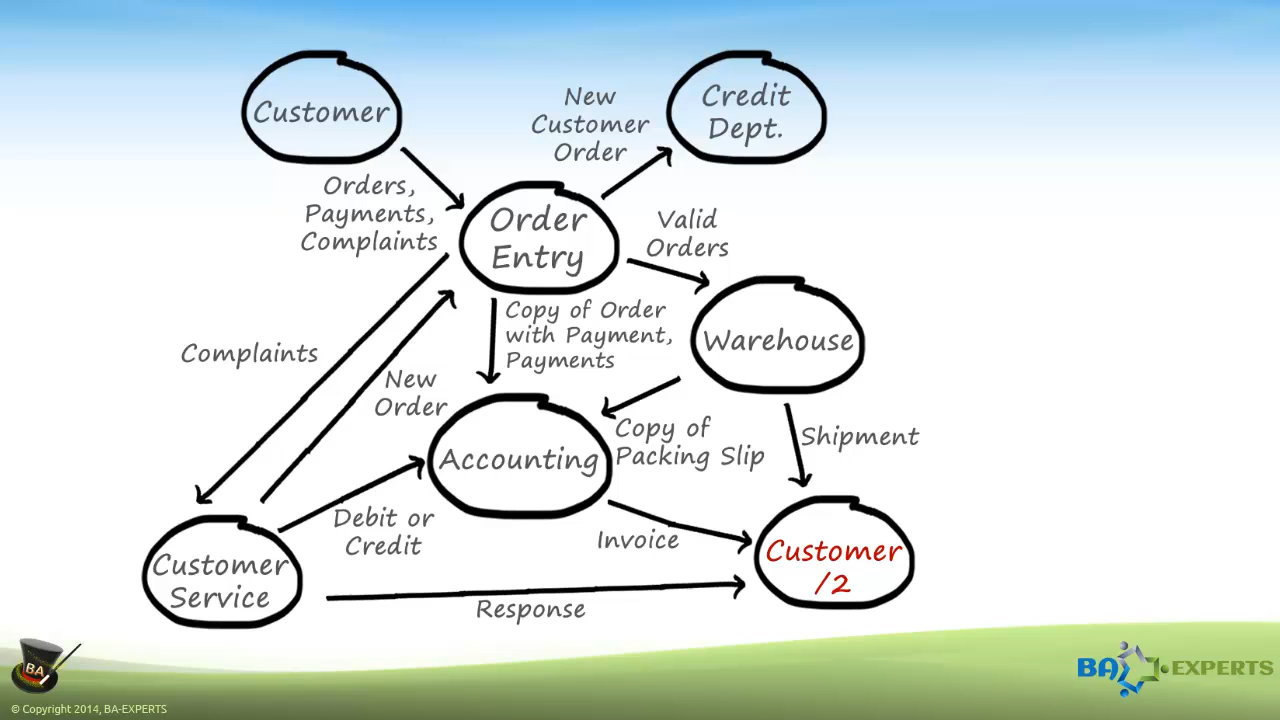 Customer
Credit
Dept.
New
Customer
Order
Orders,
Payments,
Complaints
Order
Entry
Valid
Orders
Copy of Order
with Payment,
Payments
Warehouse
Complaints
New
Order
Copy of
Packing Slip
Shipment
Accounting
Debit or
Credit
Invoice
Customer
/2
Customer
Service
Response
BA
BA EXPERTS
© Copyright 2014, BA-EXPERTS